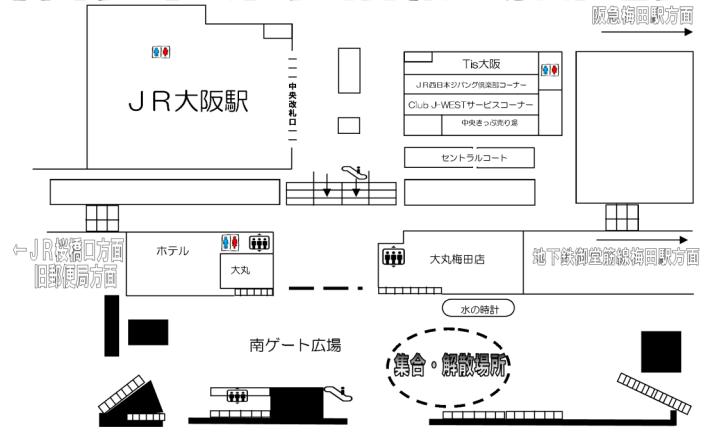 阪急梅田駅方面
JR大阪駅
中央改札口
Tis大阪
JR西日本ジパング倶楽部コーナー
Club J-WESTサービスコーナー
中央きっぷ売り場
セントラルコート
←JR桜橋口方面
旧郵便局方面
ホテル
大丸
大丸梅田店
地下鉄御堂筋線梅田駅方面
水の時計
南ゲート広場
集合・解散場所